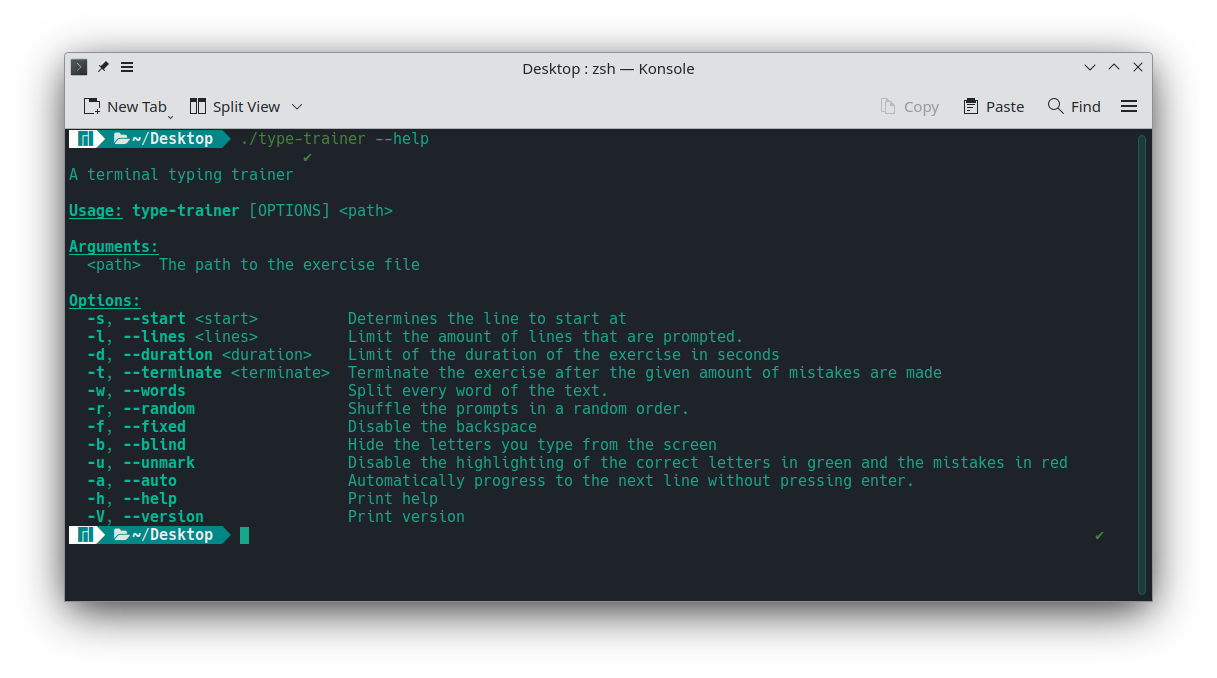 Desktop : zsh — Konsole
New Tab Split View Copy Paste Find
~/Desktop ./type-trainer --help
✔
A terminal typing trainer
Usage: type-trainer [OPTIONS] <path>
Arguments:
<path>  The path to the exercise file
Options:
-s, --start <start>          Determines the line to start at
-l, --lines <lines>          Limit the amount of lines that are prompted.
-d, --duration <duration>    Limit of the duration of the exercise in seconds
-t, --terminate <terminate>  Terminate the exercise after the given amount of mistakes are made
-w, --words                  Split every word of the text.
-r, --random                 Shuffle the prompts in a random order.
-f, --fixed                  Disable the backspace
-b, --blind                  Hide the letters you type from the screen
-u, --unmark                 Disable the highlighting of the correct letters in green and the mistakes in red
-a, --auto                   Automatically progress to the next line without pressing enter.
-h, --help                   Print help
-V, --version                Print version
~/Desktop ✔